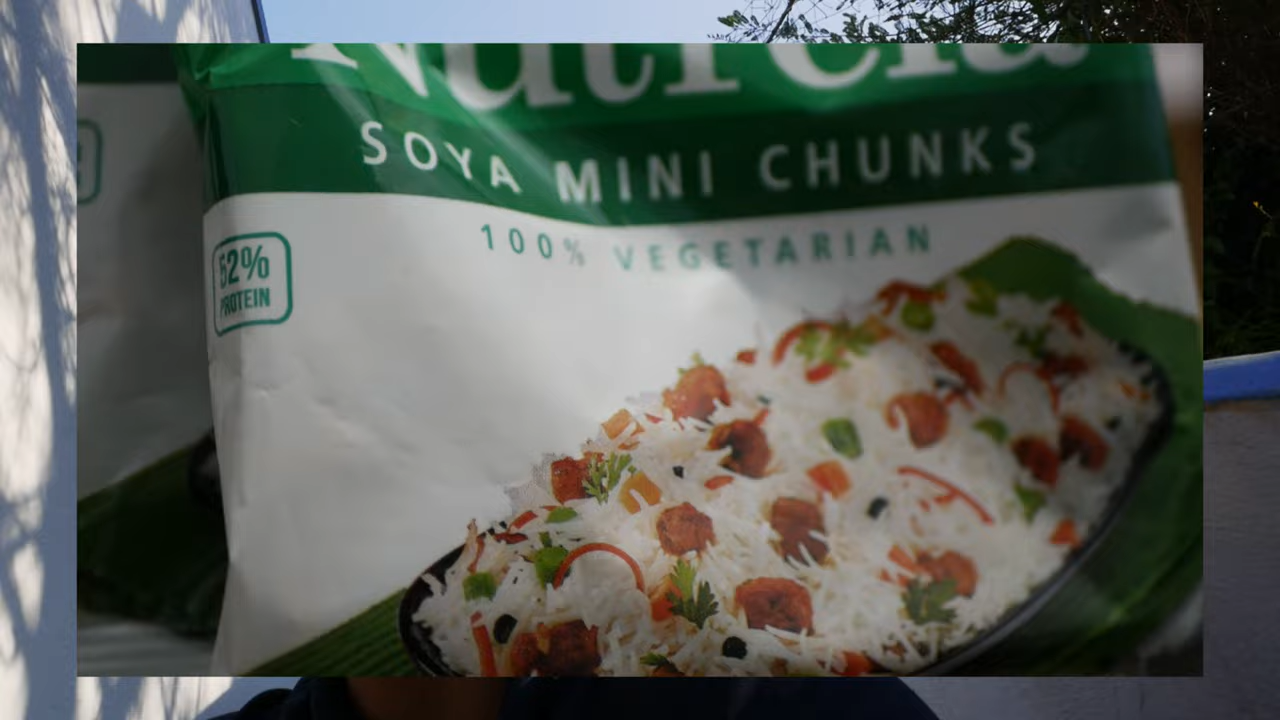 Nutrela
SOYA MINI CHUNKS
100% VEGETARIAN
52%
PROTEIN